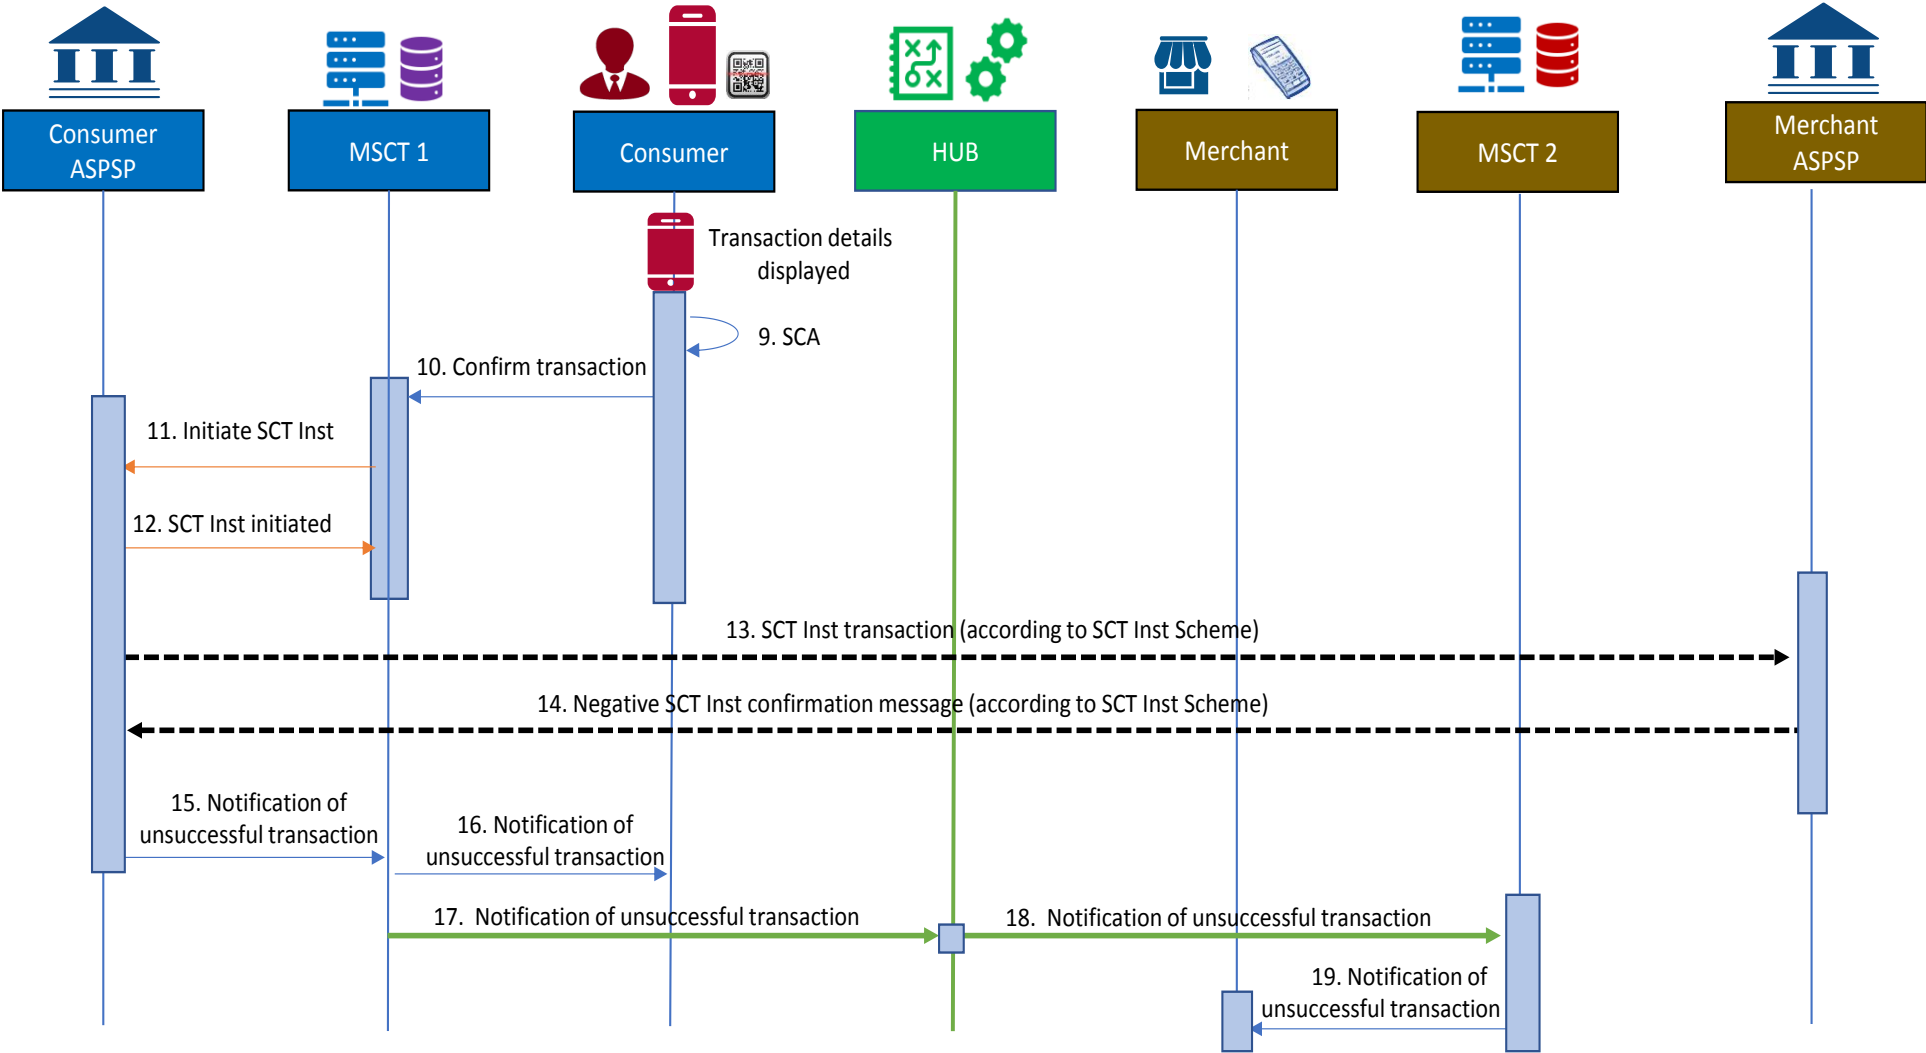 Consumer
ASPSP
MSCT 1
Consumer
HUB
Merchant
MSCT 2
Merchant
ASPSP
Transaction details
displayed
9. SCA
10. Confirm transaction
11. Initiate SCT Inst
12. SCT Inst initiated
13. SCT Inst transaction (according to SCT Inst Scheme)
14. Negative SCT Inst confirmation message (according to SCT Inst Scheme)
15. Notification of
unsuccessful transaction
16. Notification of
unsuccessful transaction
17. Notification of unsuccessful transaction
18. Notification of unsuccessful transaction
19. Notification of
unsuccessful transaction